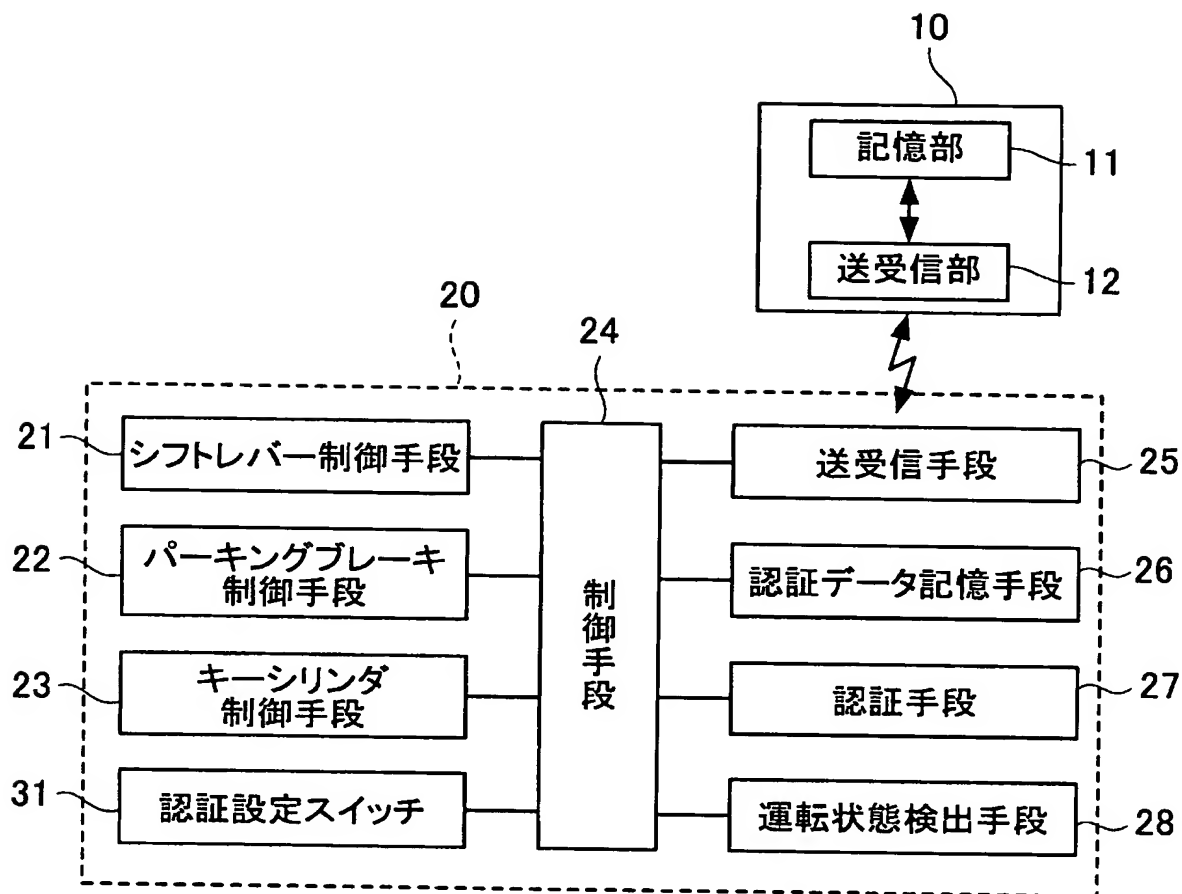 10
記憶部
11
送受信部
12
20
24
21
シフトレバー制御手段
送受信手段
25
22
パーキングブレーキ
制御手段
認証データ記憶手段
26
制御手段
23
キーシリンダ
制御手段
認証手段
27
31
認証設定スイッチ
運転状態検出手段
28